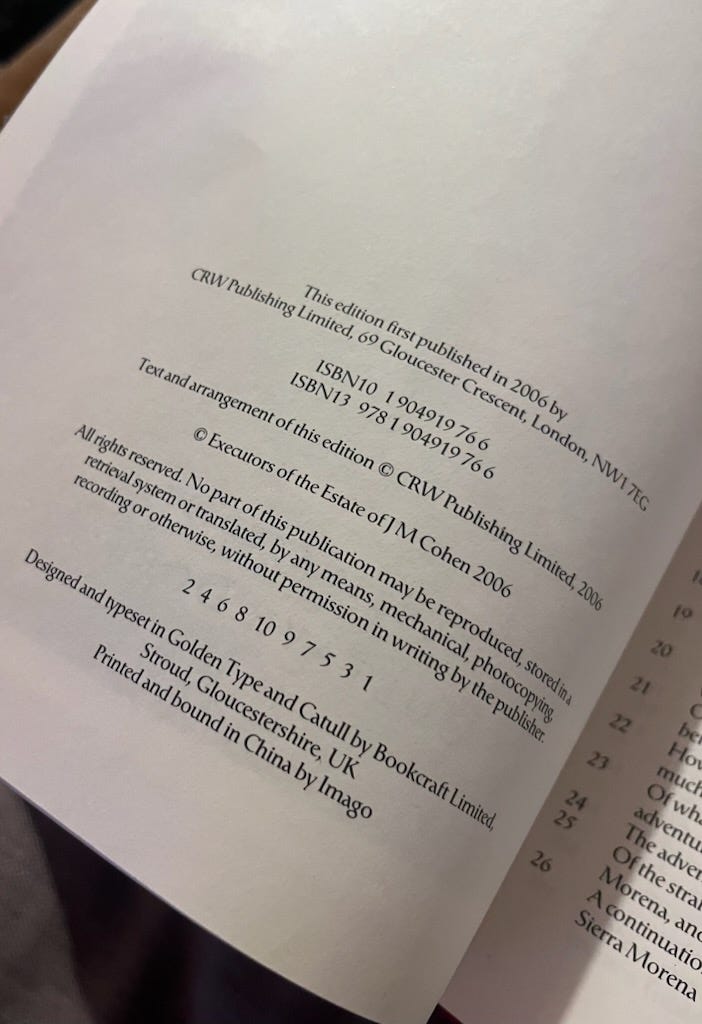 This edition first published in 2006 by
CRW Publishing Limited, 69 Gloucester Crescent, London, NW1 7EG
ISBN10 1 904919 76 6
ISBN13 978 1 904919 76 6
Text and arrangement of this edition © CRW Publishing Limited, 2006
© Executors of the Estate of J M Cohen 2006
All rights reserved. No part of this publication may be reproduced, stored in a
retrieval system or translated, by any means, mechanical, photocopying,
recording or otherwise, without permission in writing by the publisher.
2 4 6 8 10 9 7 5 3 1
Designed and typeset in Golden Type and Catull by Bookcraft Limited,
Stroud, Gloucestershire, UK
Printed and bound in China by Imago
19
20
21
22
How
23 much
Of
24
25 The
26 Of the
Morena, and
A
Sierra Morena